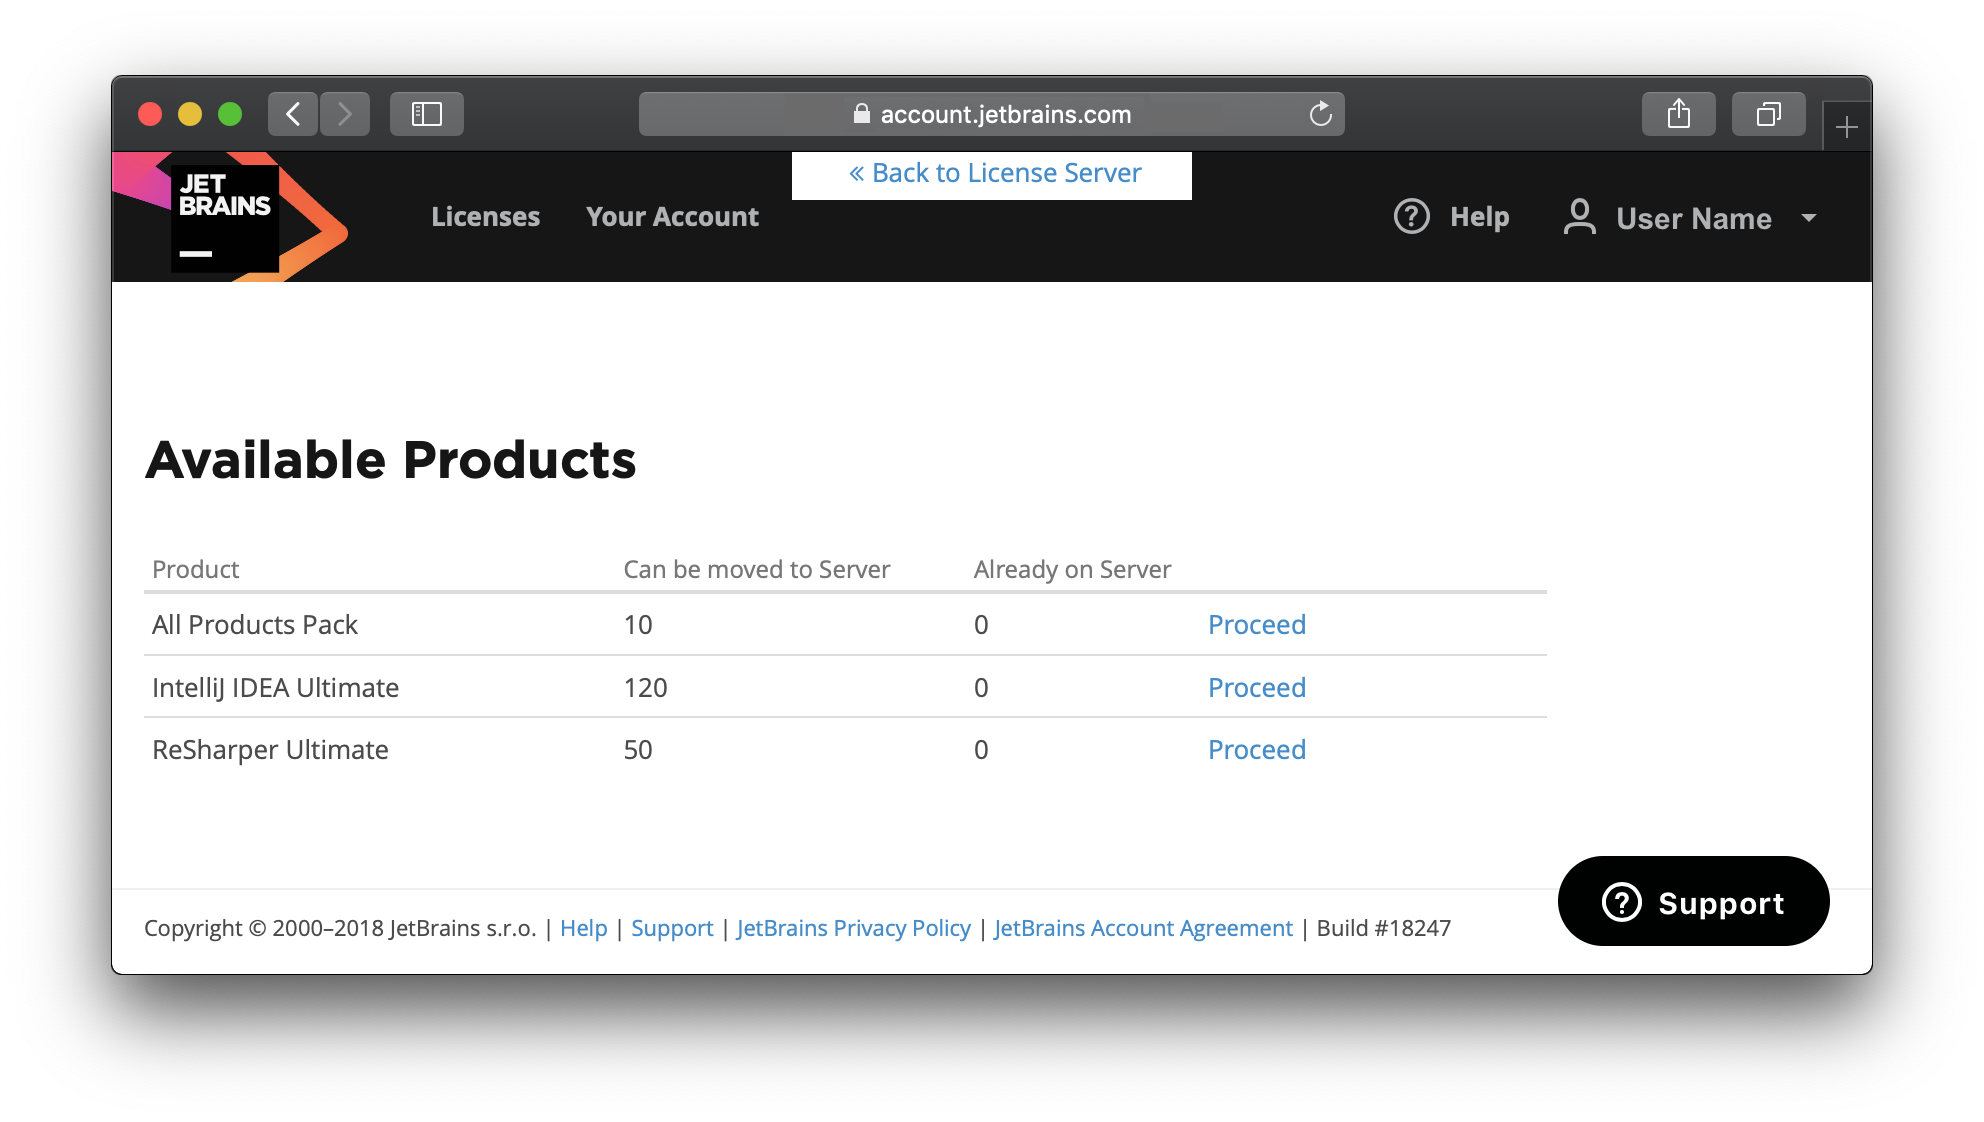 account.jetbrains.com
« Back to License Server
JET
BRAINS
Licenses Your Account Help User Name
Available Products
Product Can be moved to Server Already on Server
All Products Pack 10 0 Proceed
IntelliJ IDEA Ultimate 120 0 Proceed
ReSharper Ultimate 50 0 Proceed
Support
Copyright © 2000–2018 JetBrains s.r.o. | Help | Support | JetBrains Privacy Policy | JetBrains Account Agreement | Build #18247